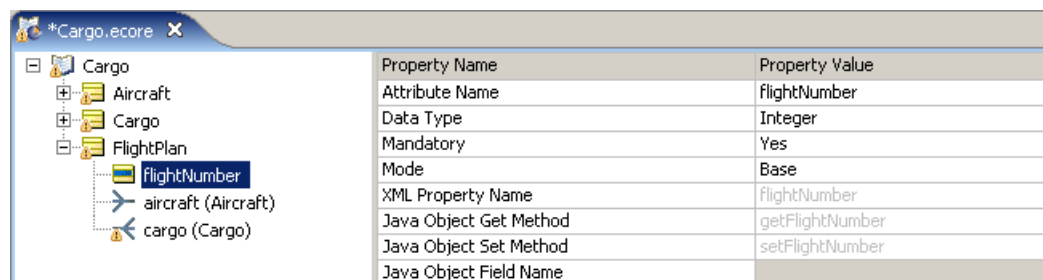 *Cargo.ecore
Cargo
Aircraft
Cargo
FlightPlan
flightNumber
aircraft (Aircraft)
cargo (Cargo)
Property Name Property Value
Attribute Name flightNumber
Data Type Integer
Mandatory Yes
Mode Base
XML Property Name flightNumber
Java Object Get Method getFlightNumber
Java Object Set Method setFlightNumber
Java Object Field Name